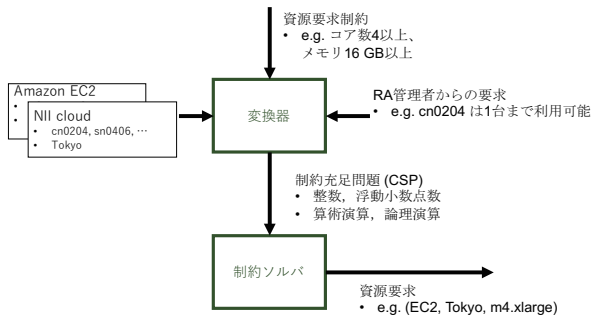 資源要求制約
• e.g. コア数4以上、
メモリ16 GB以上
Amazon EC2
•
•
NII cloud
• cn0204, sn0406, …
• Tokyo
変換器
RA管理者からの要求
• e.g. cn0204 は1台まで利用可能
制約充足問題 (CSP)
• 整数，浮動小数点数
• 算術演算，論理演算
制約ソルバ
資源要求
• e.g. (EC2, Tokyo, m4.xlarge)